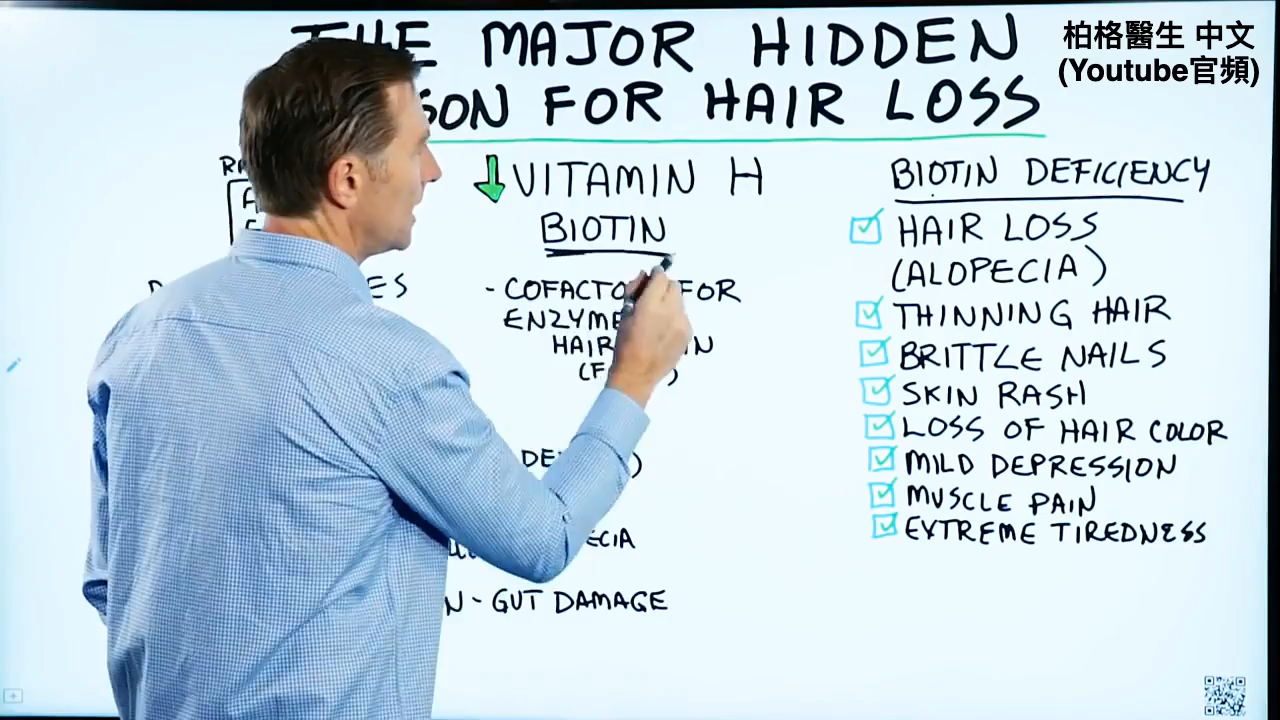 THE MAJOR HIDDEN
SON FOR HAIR LOSS
柏格醫生 中文
(Youtube官頻)
VITAMIN H
BIOTIN
- COFACTO FOR
ENZYME
HAIR
GUT DAMAGE
BIOTIN DEFICIENCY
HAIR LOSS
(ALOPECIA)
THINNING HAIR
BRITTLE NAILS
SKIN RASH
LOSS OF HAIR COLOR
MILD DEPRESSION
MUSCLE PAIN
EXTREME TIREDNESS